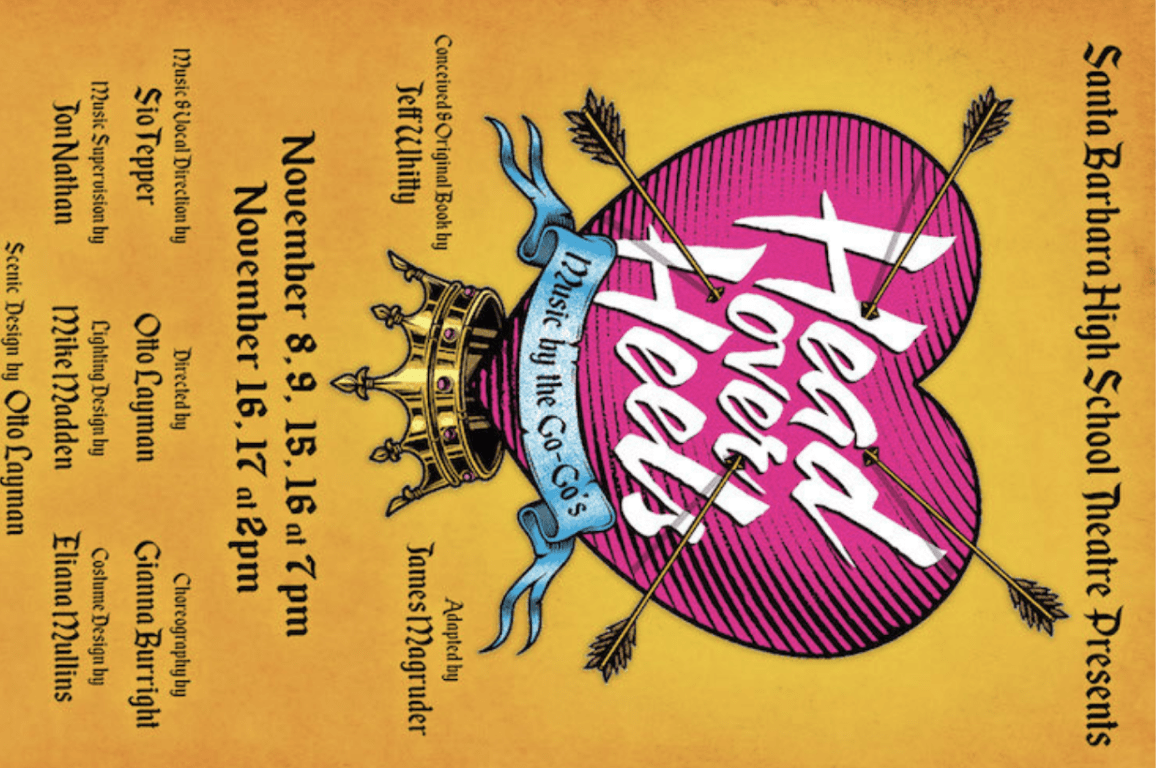 Santa Barbara High School Theatre Presents
Head
over
Heels
Music by the Go-Go's
Conceived & Original Book by
Jeff Whitty
Adapted by
James Magruder
November 8, 9, 15, 16 at 7pm
November 16, 17 at 2pm
Music & Vocal Direction by
Sio Tepper
Directed by
Otto Layman
Choreography by
Gianna Burright
Music Supervision by
Jon Nathan
Lighting Design by
Mike Madden
Costume Design by
Eliana Mullins
Scenic Design by Otto Layman